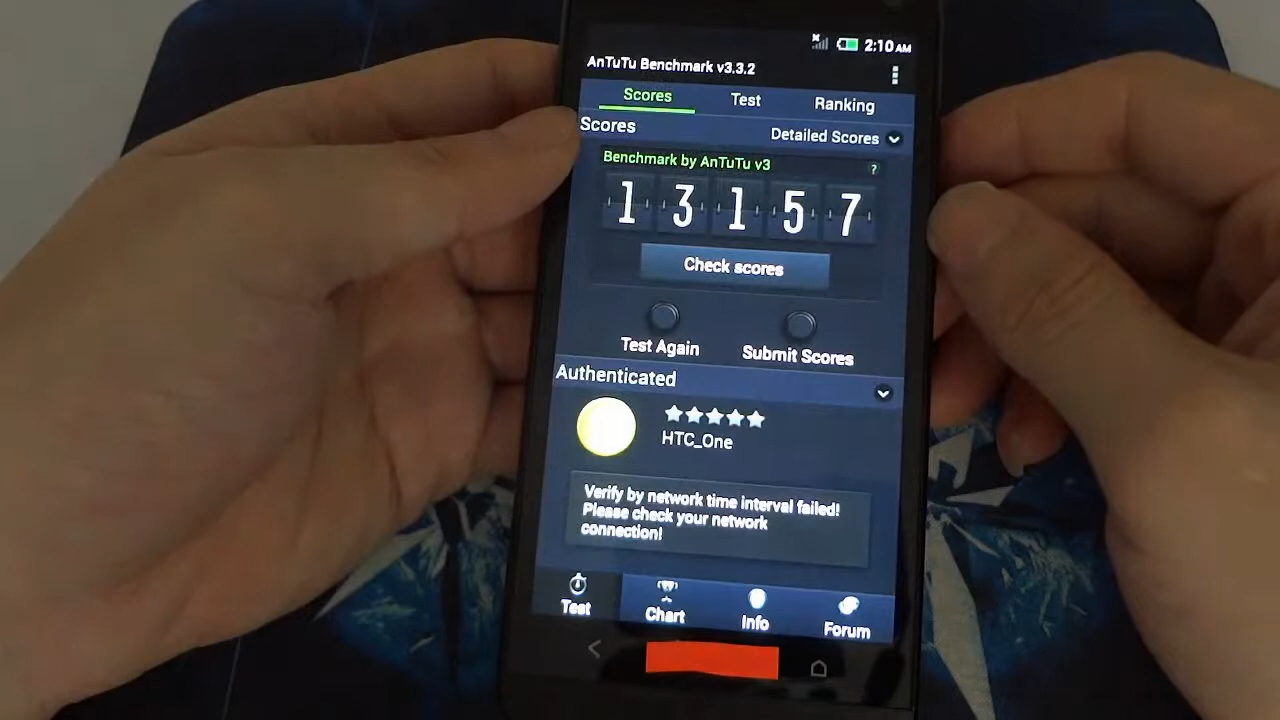 2:10 AM
AnTuTu Benchmark v3.3.2
Scores Test Ranking
Scores Detailed Scores
Benchmark by AnTuTu v3 ?
13157
Check scores
Test Again Submit Scores
Authenticated
HTC_One
Verify by network time interval failed!
Please check your network
connection!
Test Chart Info Forum